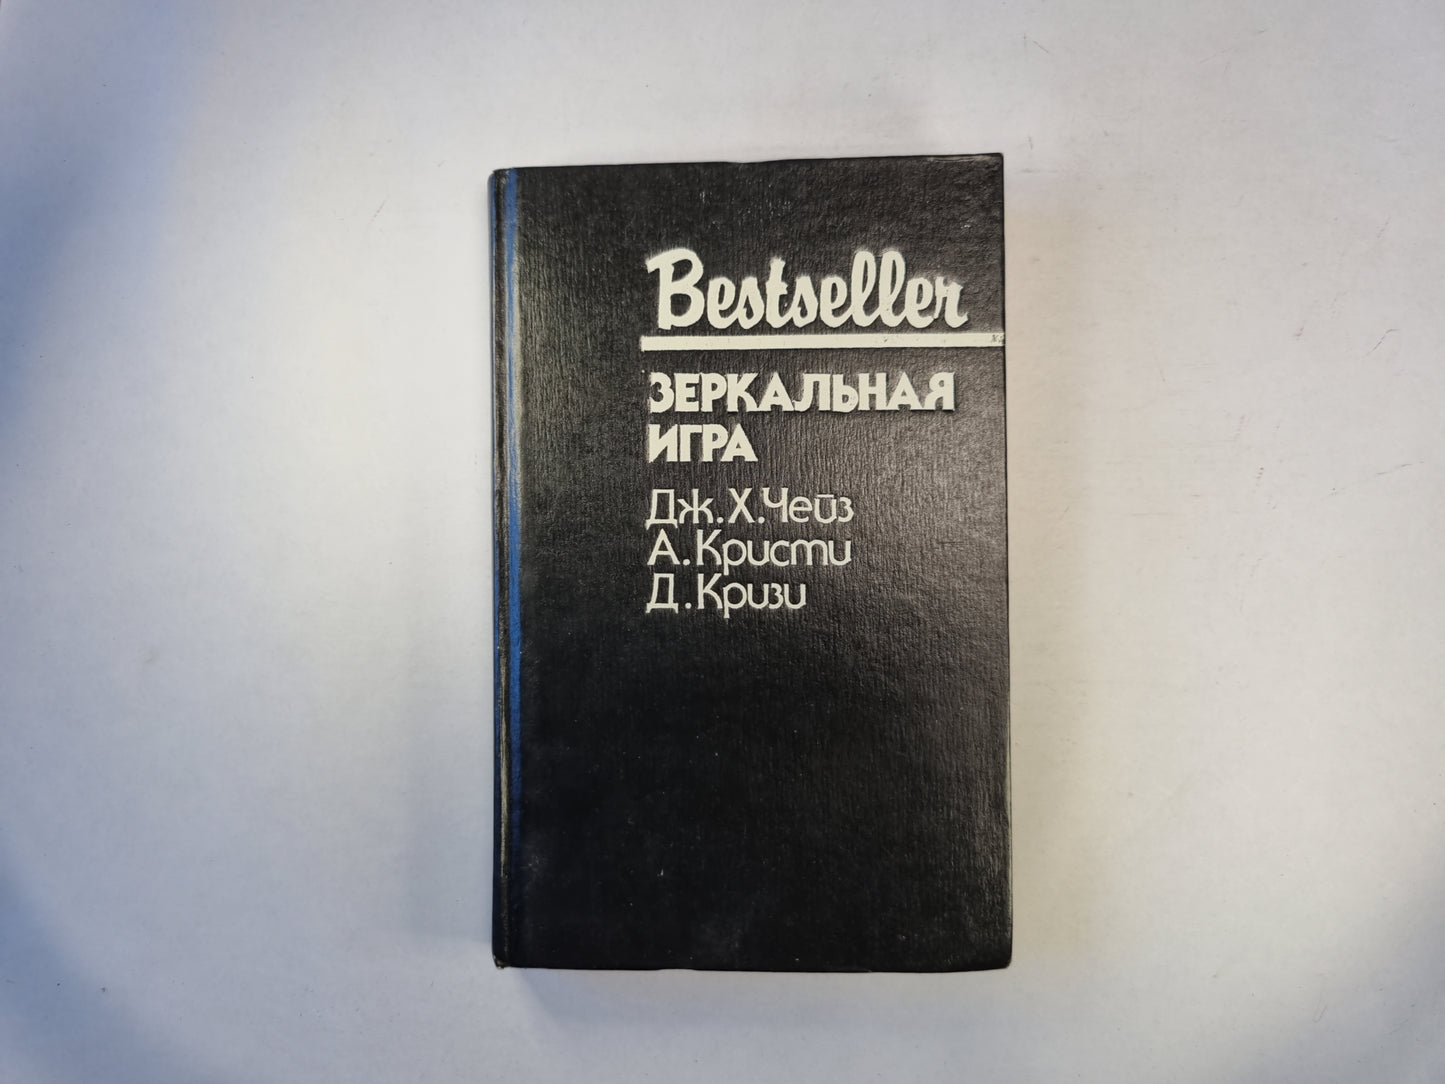 Bestseller
ЗЕРКАЛЬНАЯ
ИГРА
Дж. Х. Чейз
А. Кристи
Д. Кризи